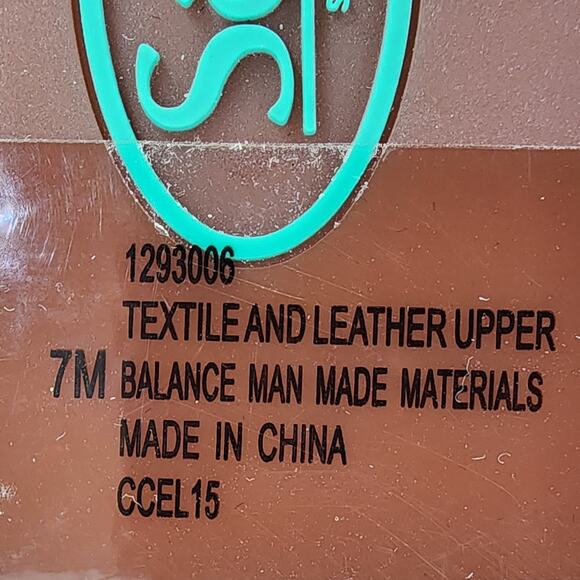 1293006
TEXTILE AND LEATHER UPPER
7M BALANCE MAN MADE MATERIALS
MADE IN CHINA
CCEL15